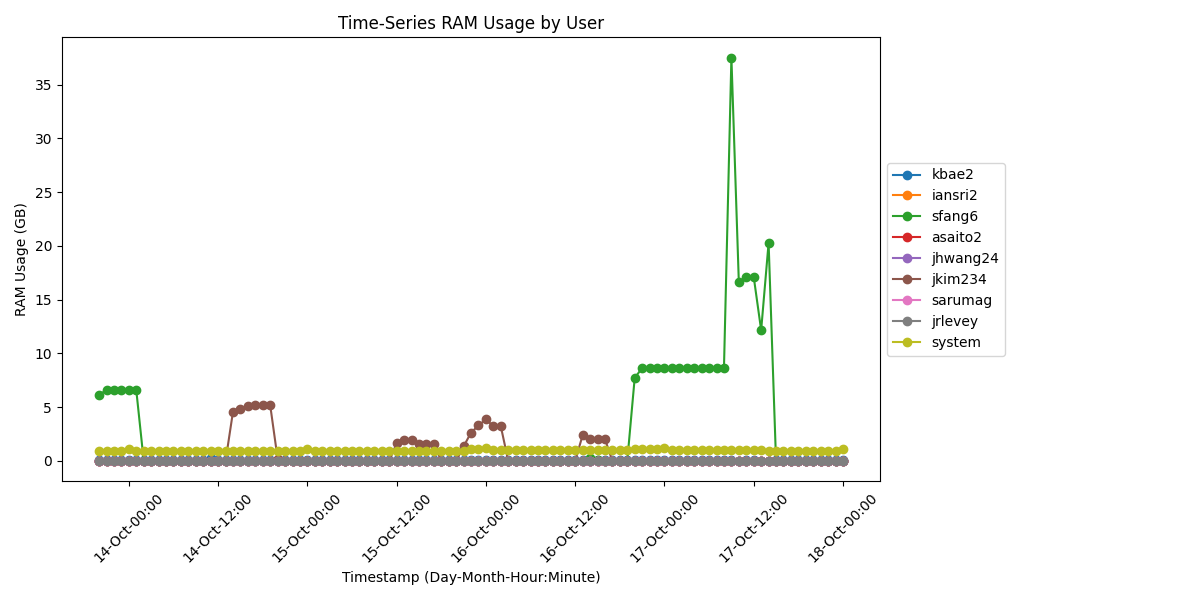 Time-Series RAM Usage by User
RAM Usage (GB)
35
30
25
20
15
10
5
0
14-Oct-00:00
14-Oct-12:00
15-Oct-00:00
15-Oct-12:00
16-Oct-00:00
16-Oct-12:00
17-Oct-00:00
17-Oct-12:00
18-Oct-00:00
Timestamp (Day-Month-Hour:Minute)
kbae2
iansri2
sfang6
asaito2
jhwang24
jkim234
sarumag
jrlevey
system